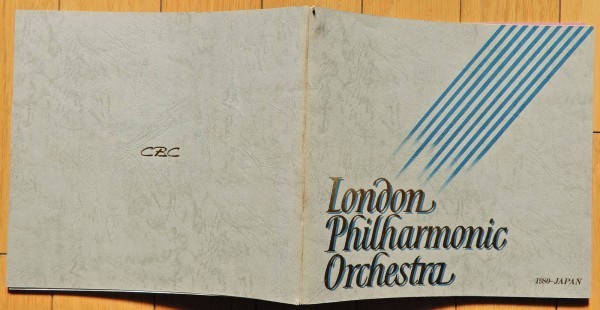 CBC
London
Philharmonic
Orchestra
1980-JAPAN